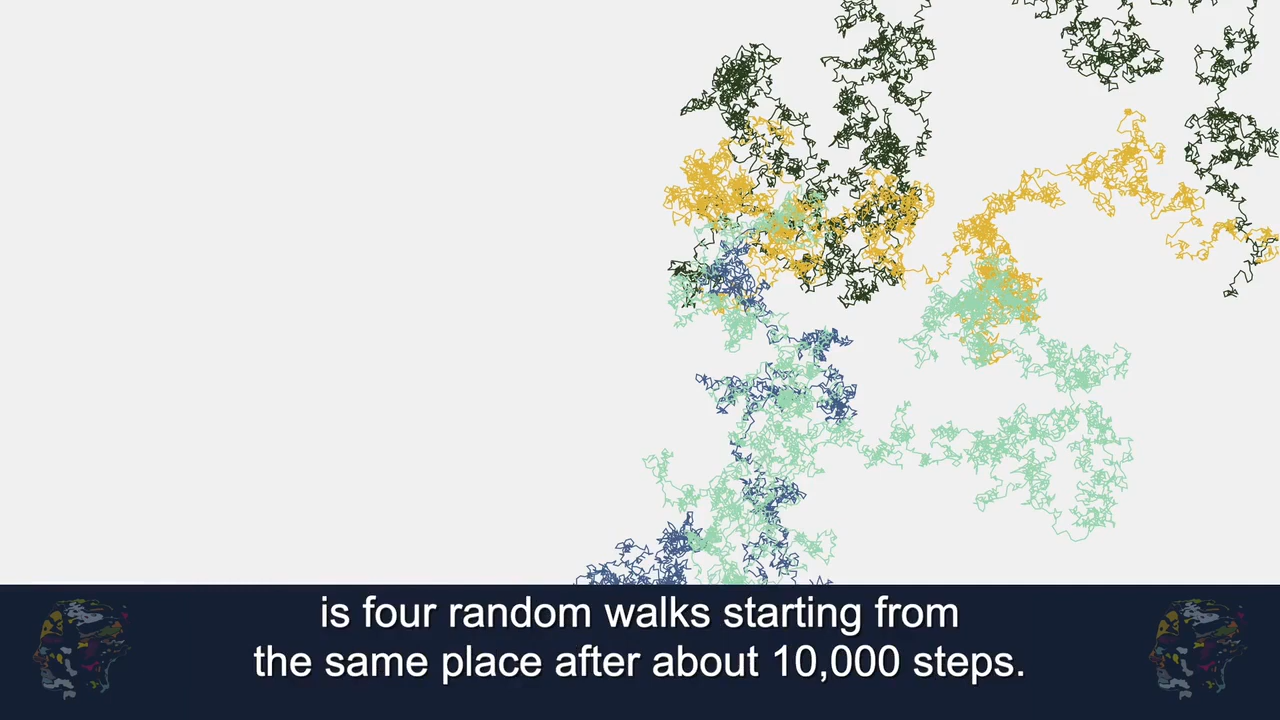 is four random walks starting from
the same place after about 10,000 steps.